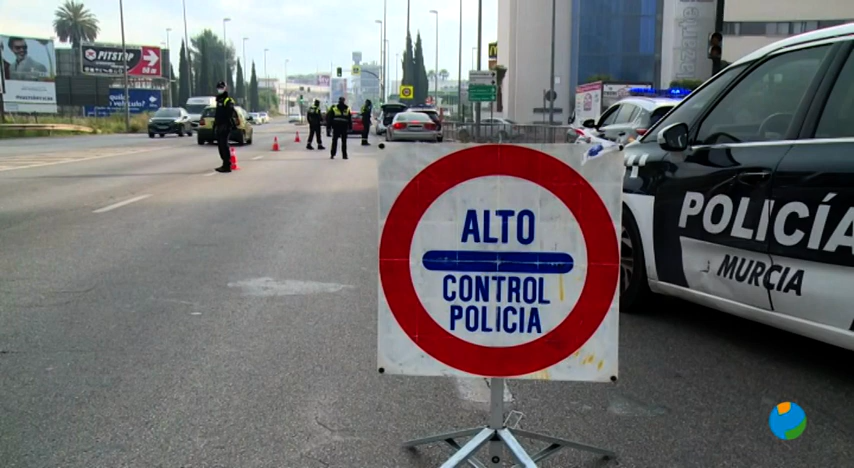 PITSTOP
ALTO
CONTROL
POLICIA
POLICÍA
MURCIA